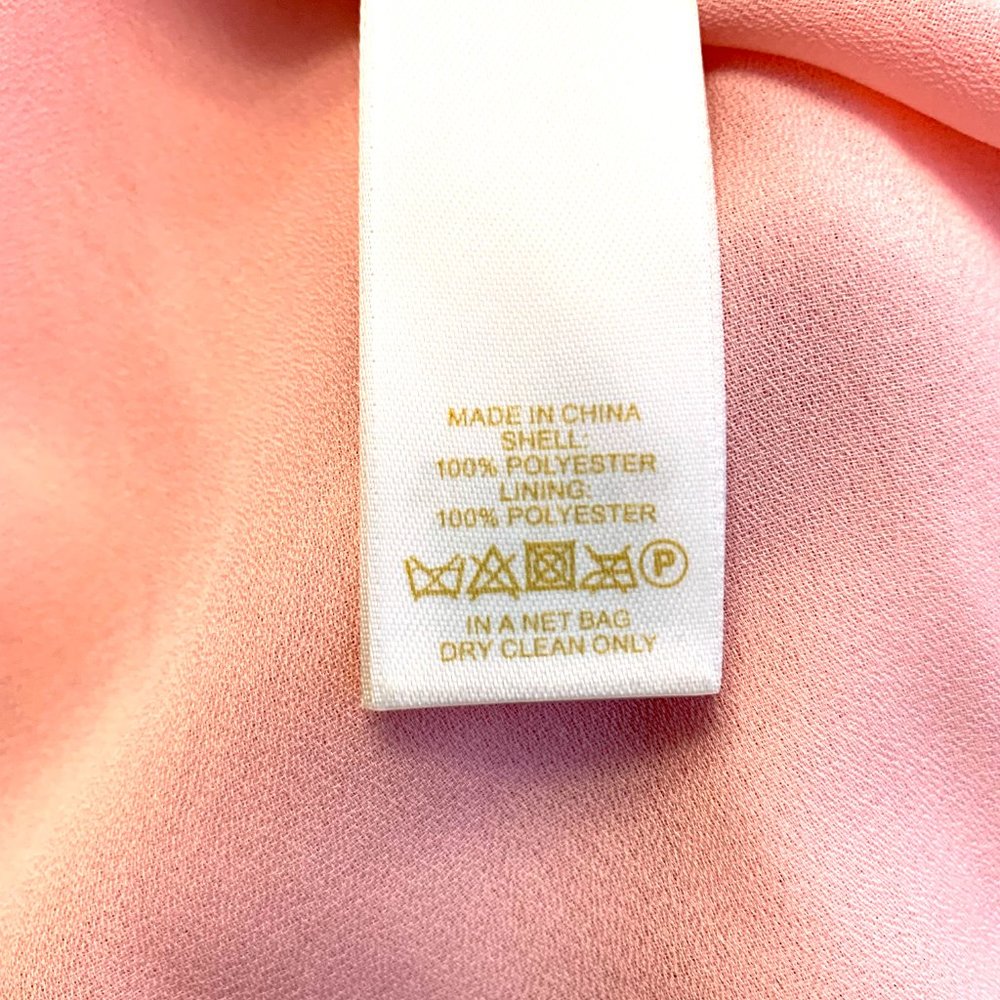 MADE IN CHINA
SHELL:
100% POLYESTER
LINING:
100% POLYESTER
P
IN A NET BAG
DRY CLEAN ONLY